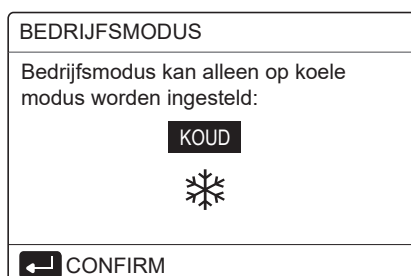 BEDRIJFSMODUS
Bedrijfsmodus kan alleen op koele
modus worden ingesteld:
KOUD
CONFIRM